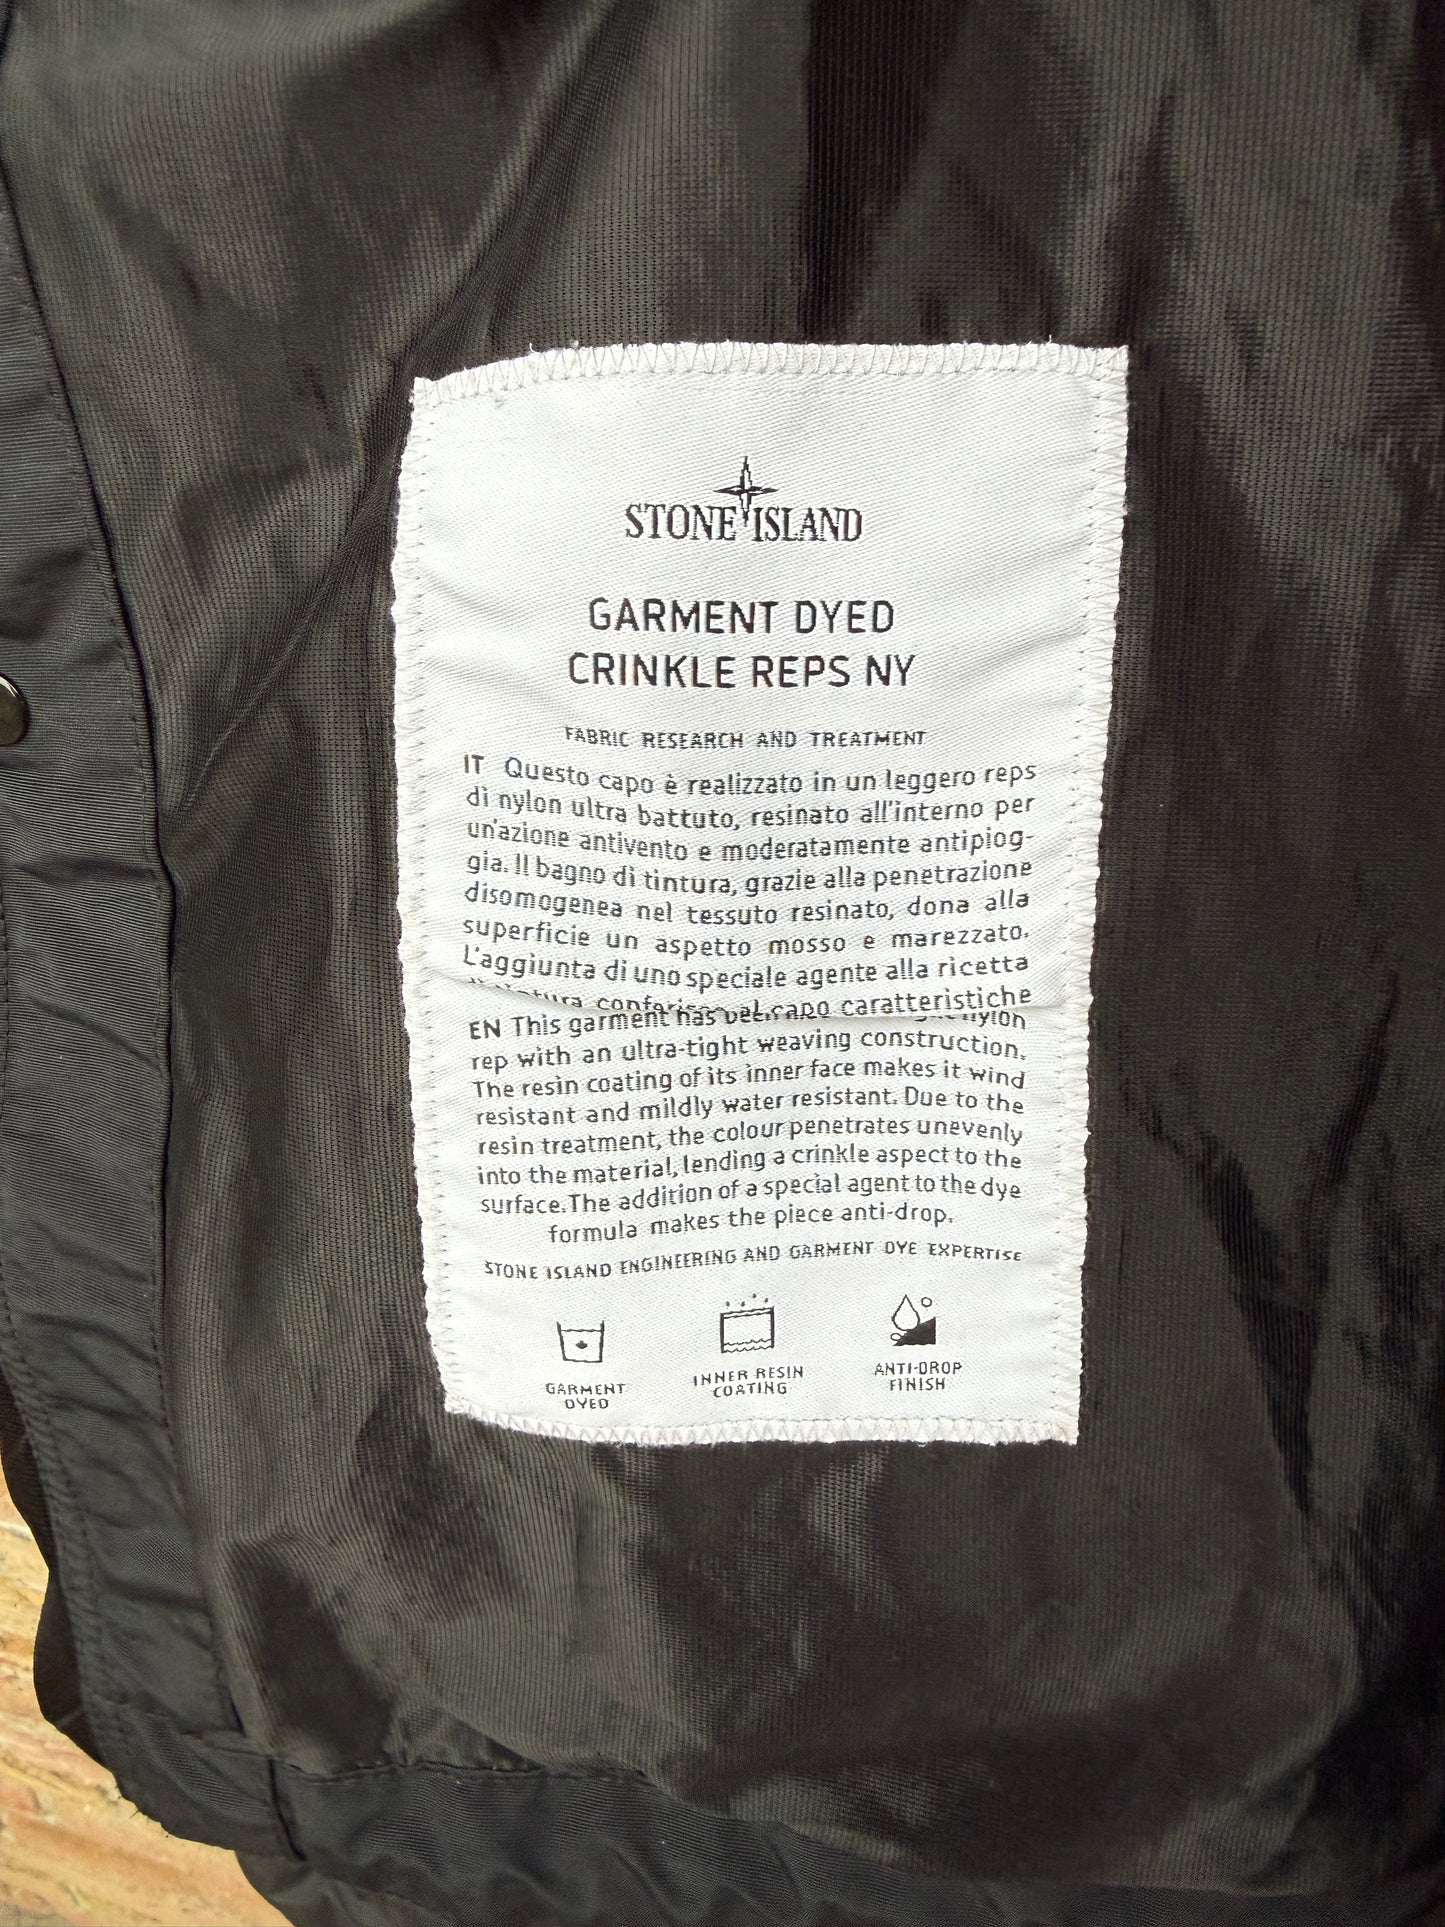 STONE ISLAND
GARMENT DYED
CRINKLE REPS NY
FABRIC RESEARCH AND TREATMENT
IT Questo capo è realizzato in un leggero reps
di nylon ultra battuto, resinato all'interno per
un'azione antivento e moderatamente antipiog-
gia. Il bagno di tintura, grazie alla penetrazione
disomogenea nel tessuto resinato, dona alla
superficie un aspetto mosso e marezzato.
L'aggiunta di uno speciale agente alla ricetta
capo caratteristiche
EN This garment has nylon
rep with an ultra-tight weaving construction.
The resin coating of its inner face makes it wind
resistant and mildly water resistant. Due to the
resin treatment, the colour penetrates unevenly
into the material, lending a crinkle aspect to the
surface. The addition of a special agent to the dye
formula makes the piece anti-drop.
STONE ISLAND ENGINEERING AND GARMENT DYE EXPERTISE
GARMENT
DYED
INNER RESIN
COATING
ANTI-DROP
FINISH